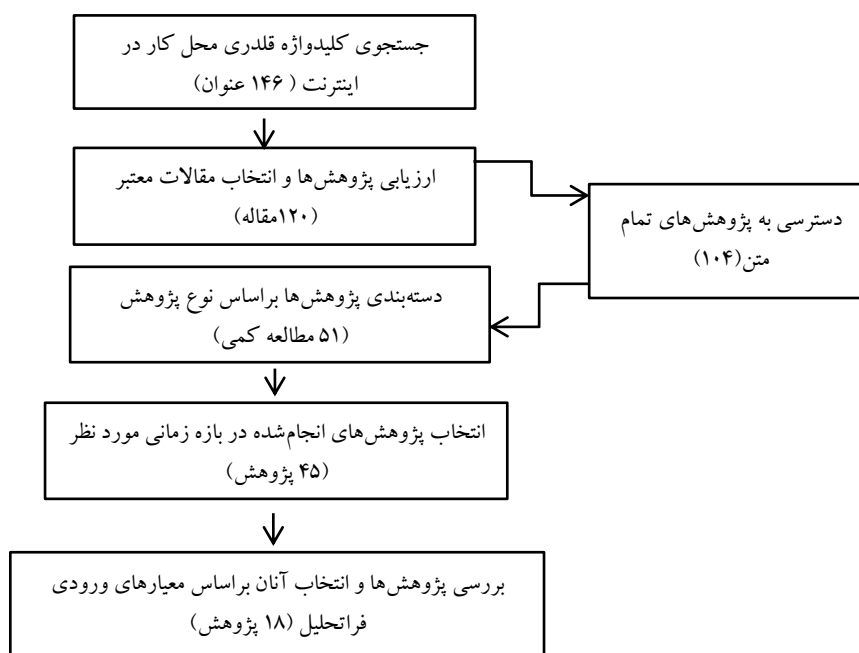 جستجوی کلیدواژه قلدری محل کار در
اینترنت ( ۱۴۶ عنوان)
ارزیابی پژوهش‌ها و انتخاب مقالات معتبر
(۱۲۰مقاله)
دسترسی به پژوهش‌های تمام
متن(۱۰۴)
دسته‌بندی پژوهش‌ها براساس نوع پژوهش
(۵۱ مطالعه کمی)
انتخاب پژوهش‌های انجام‌شده در بازه زمانی مورد نظر
(۴۵ پژوهش)
بررسی پژوهش‌ها و انتخاب آنان براساس معیارهای ورودی
فراتحلیل (۱۸ پژوهش)